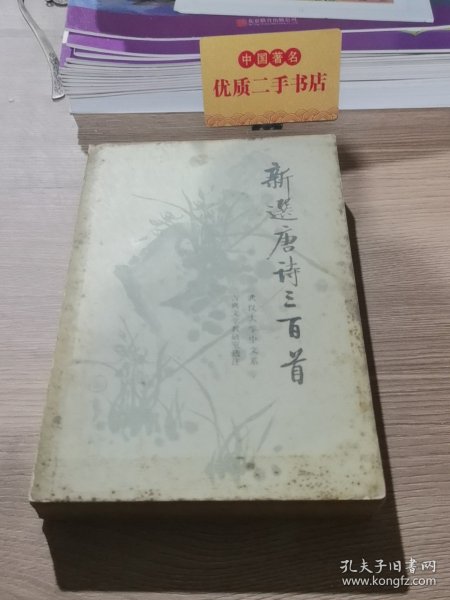 中国著名
优质二手书店
新选唐诗三百首
武汉大学中文系
古典文学教研室选注
孔夫子旧书网
www.kongfz.com